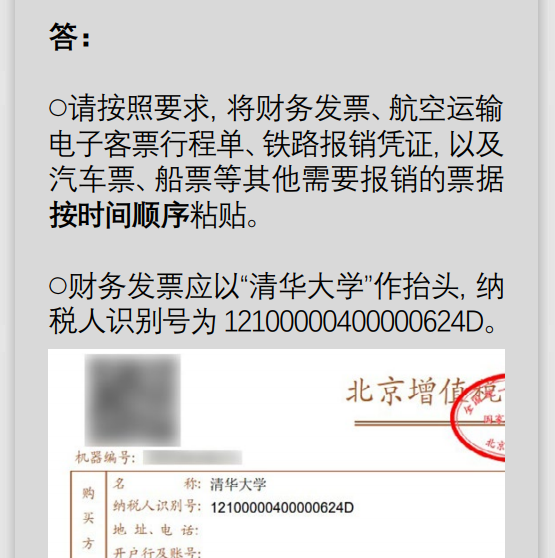 答：
○请按照要求, 将财务发票、航空运输
电子客票行程单、铁路报销凭证, 以及
汽车票、船票等其他需要报销的票据
按时间顺序粘贴。
○财务发票应以“清华大学”作抬头, 纳
税人识别号为 12100000400000624D。
北京增值税
机器编号:
购
买
方
名 称: 清华大学
纳税人识别号: 12100000400000624D
地 址、电 话:
开户行及账号:
国家
北京